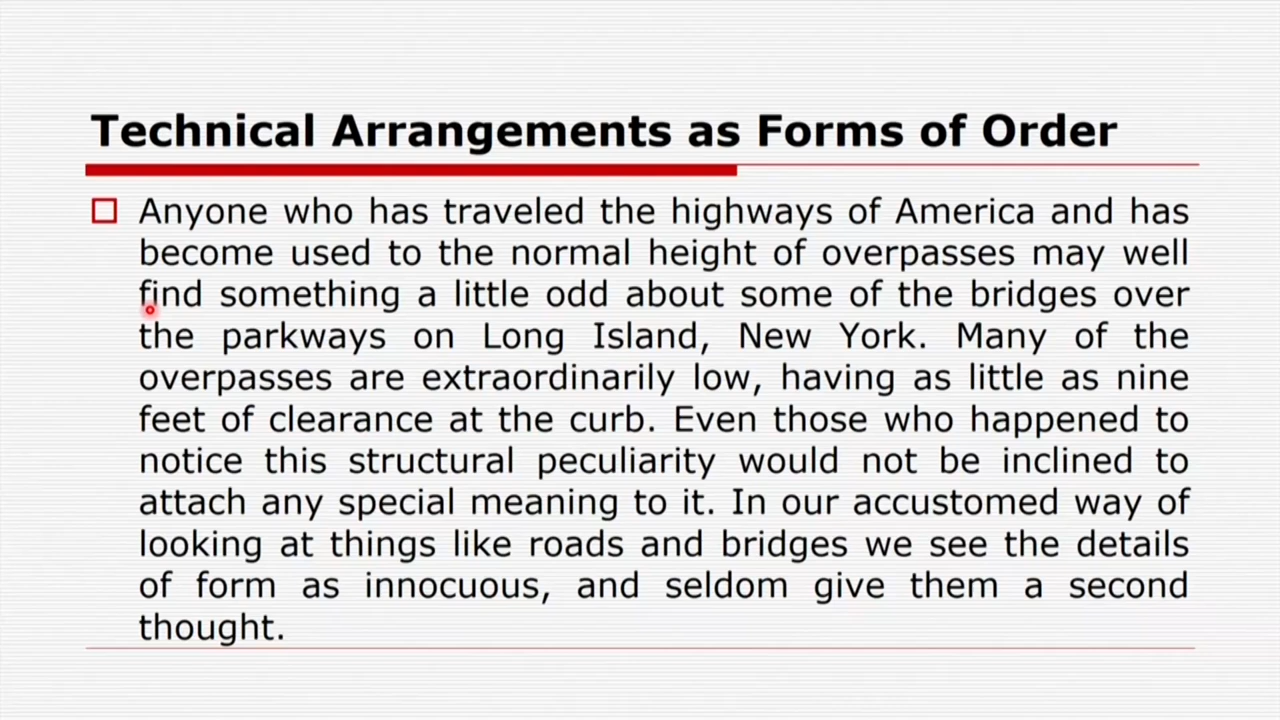 Technical Arrangements as Forms of Order
Anyone who has traveled the highways of America and has
become used to the normal height of overpasses may well
find something a little odd about some of the bridges over
the parkways on Long Island, New York. Many of the
overpasses are extraordinarily low, having as little as nine
feet of clearance at the curb. Even those who happened to
notice this structural peculiarity would not be inclined to
attach any special meaning to it. In our accustomed way of
looking at things like roads and bridges we see the details
of form as innocuous, and seldom give them a second
thought.